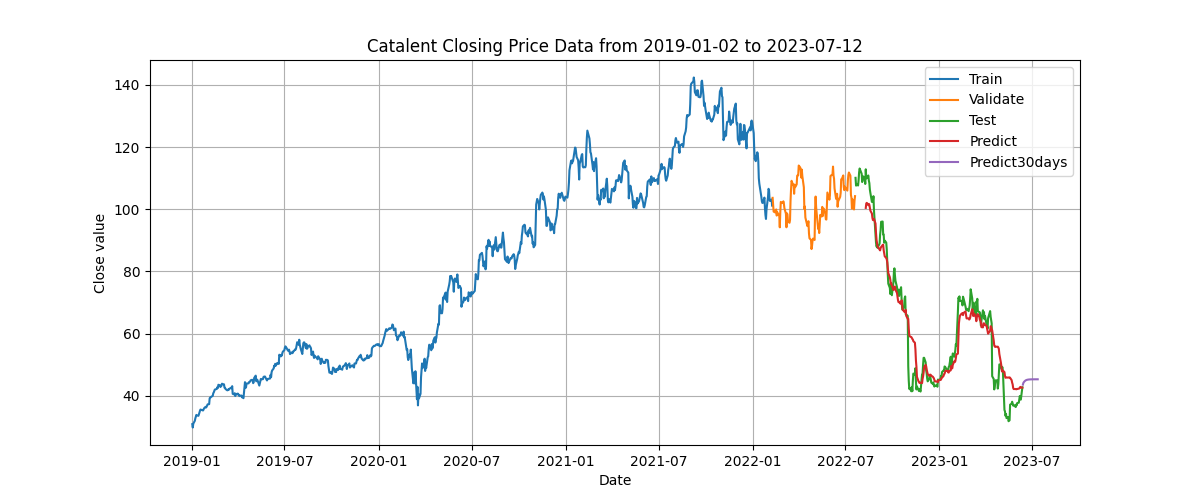 Catalent Closing Price Data from 2019-01-02 to 2023-07-12
Train
Validate
Test
Predict
Predict30days
Close value
140
120
100
80
60
40
2019-01 2019-07 2020-01 2020-07 2021-01 2021-07 2022-01 2022-07 2023-01 2023-07
Date